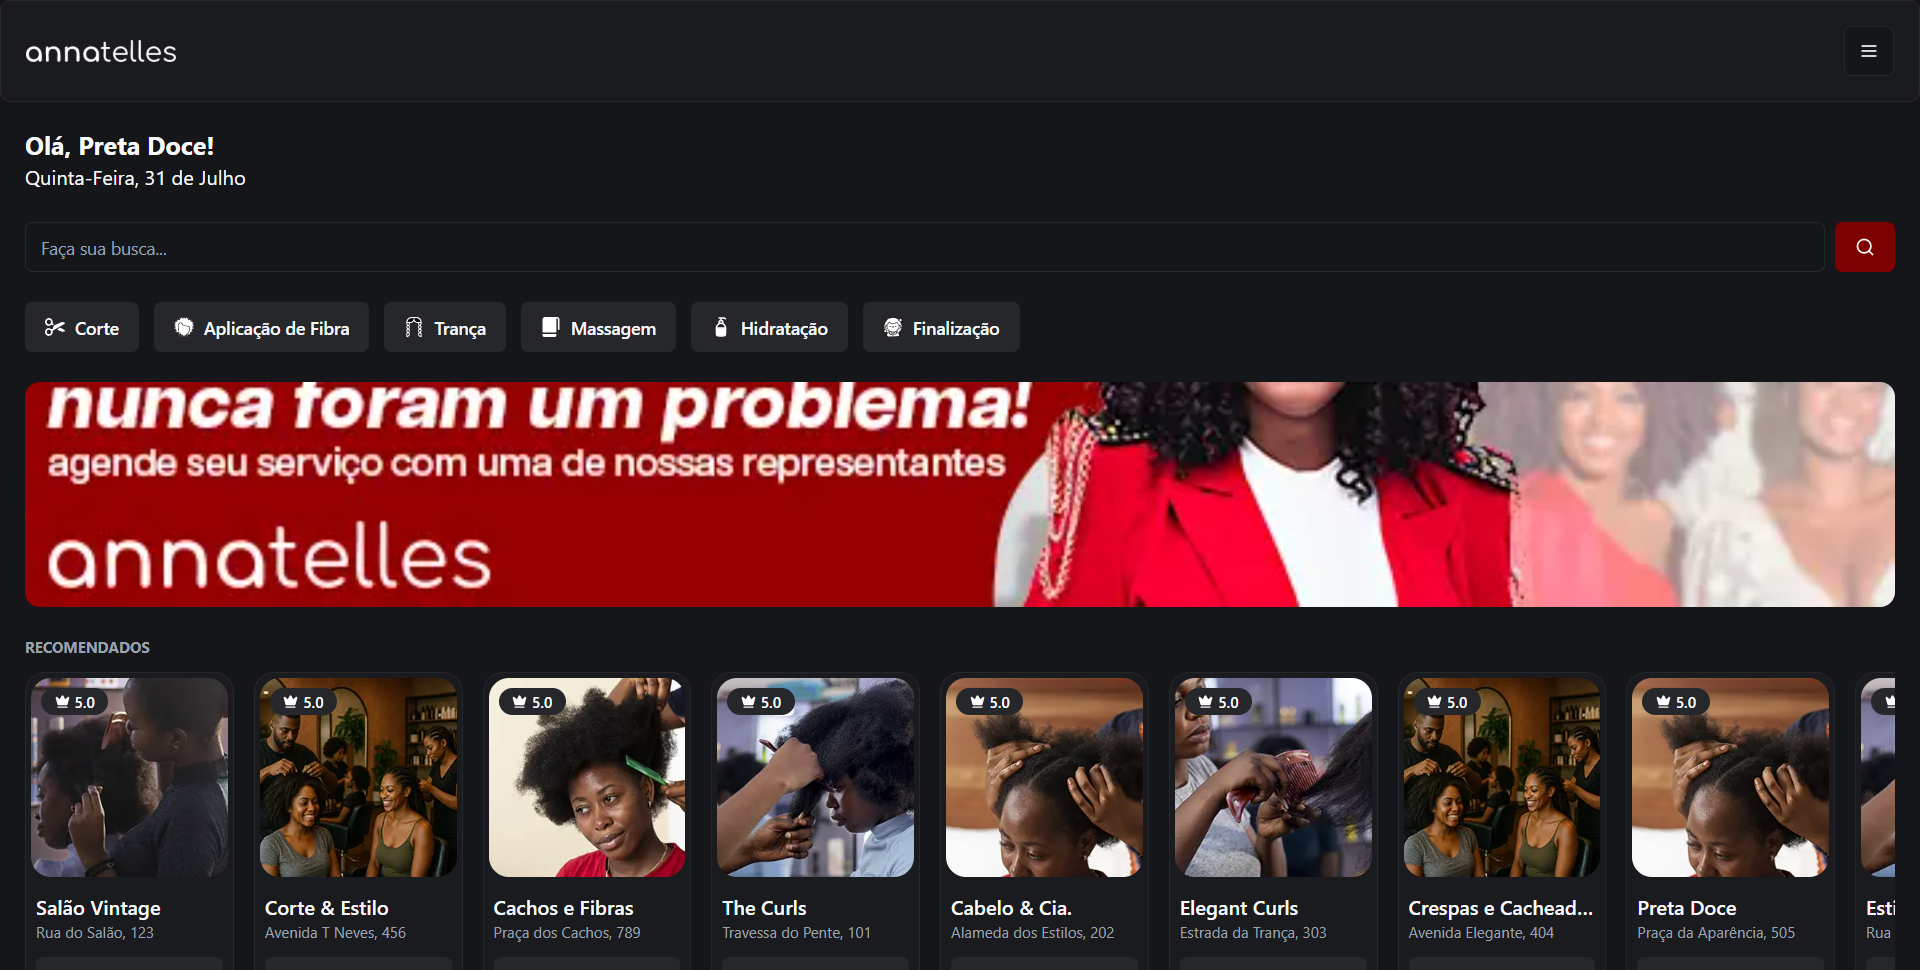 annatelles
Olá, Preta Doce!
Quinta-Feira, 31 de Julho
Faça sua busca...
Corte
Aplicação de Fibra
Trança
Massagem
Hidratação
Finalização
nunca foram um problema!
agende seu serviço com uma de nossas representantes
annatelles
RECOMENDADOS
5.0
5.0
5.0
5.0
5.0
5.0
5.0
5.0
Salão Vintage
Rua do Salão, 123
Corte & Estilo
Avenida T Neves, 456
Cachos e Fibras
Praça dos Cachos, 789
The Curls
Travessa do Pente, 101
Cabelo & Cia.
Alameda dos Estilos, 202
Elegant Curls
Estrada da Trança, 303
Crespas e Cachead...
Avenida Elegante, 404
Preta Doce
Praça da Aparência, 505
Esti
Rua